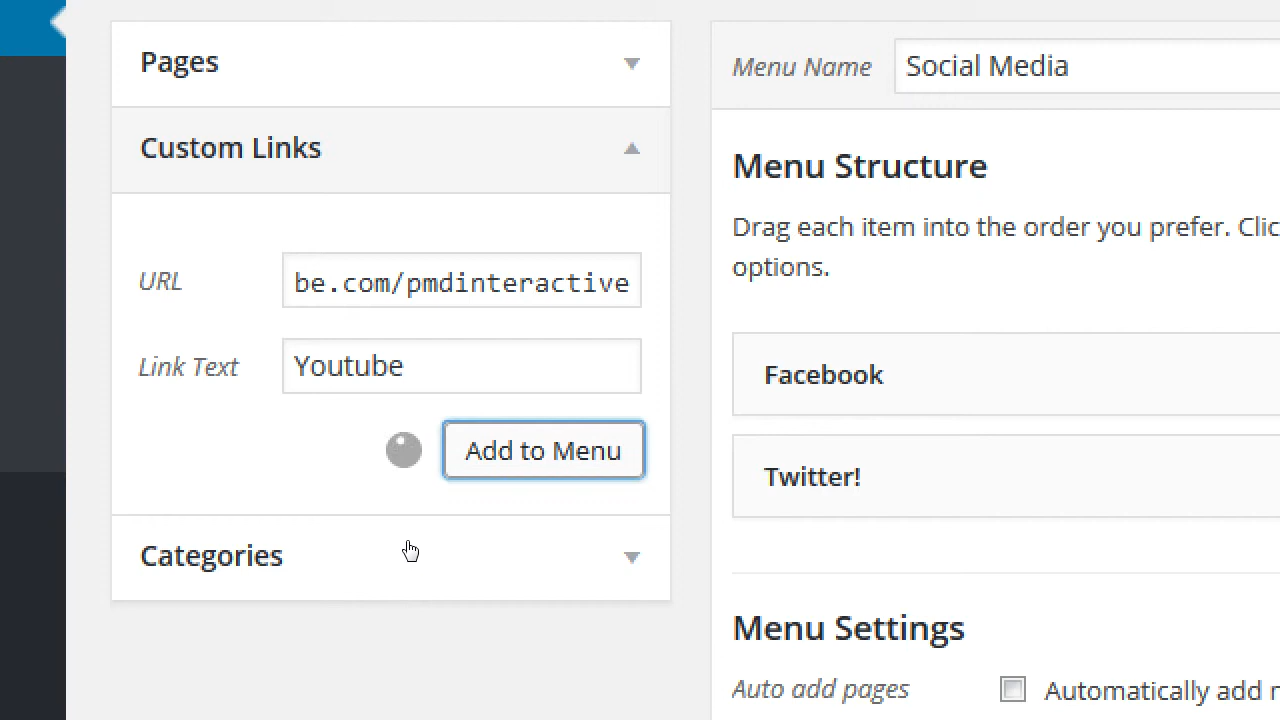 Pages
Custom Links
URL
be.com/pmdinteractive
Link Text
Youtube
Add to Menu
Categories
Menu Name
Social Media
Menu Structure
Drag each item into the order you prefer. Clic
options.
Facebook
Twitter!
Menu Settings
Auto add pages
Automatically add